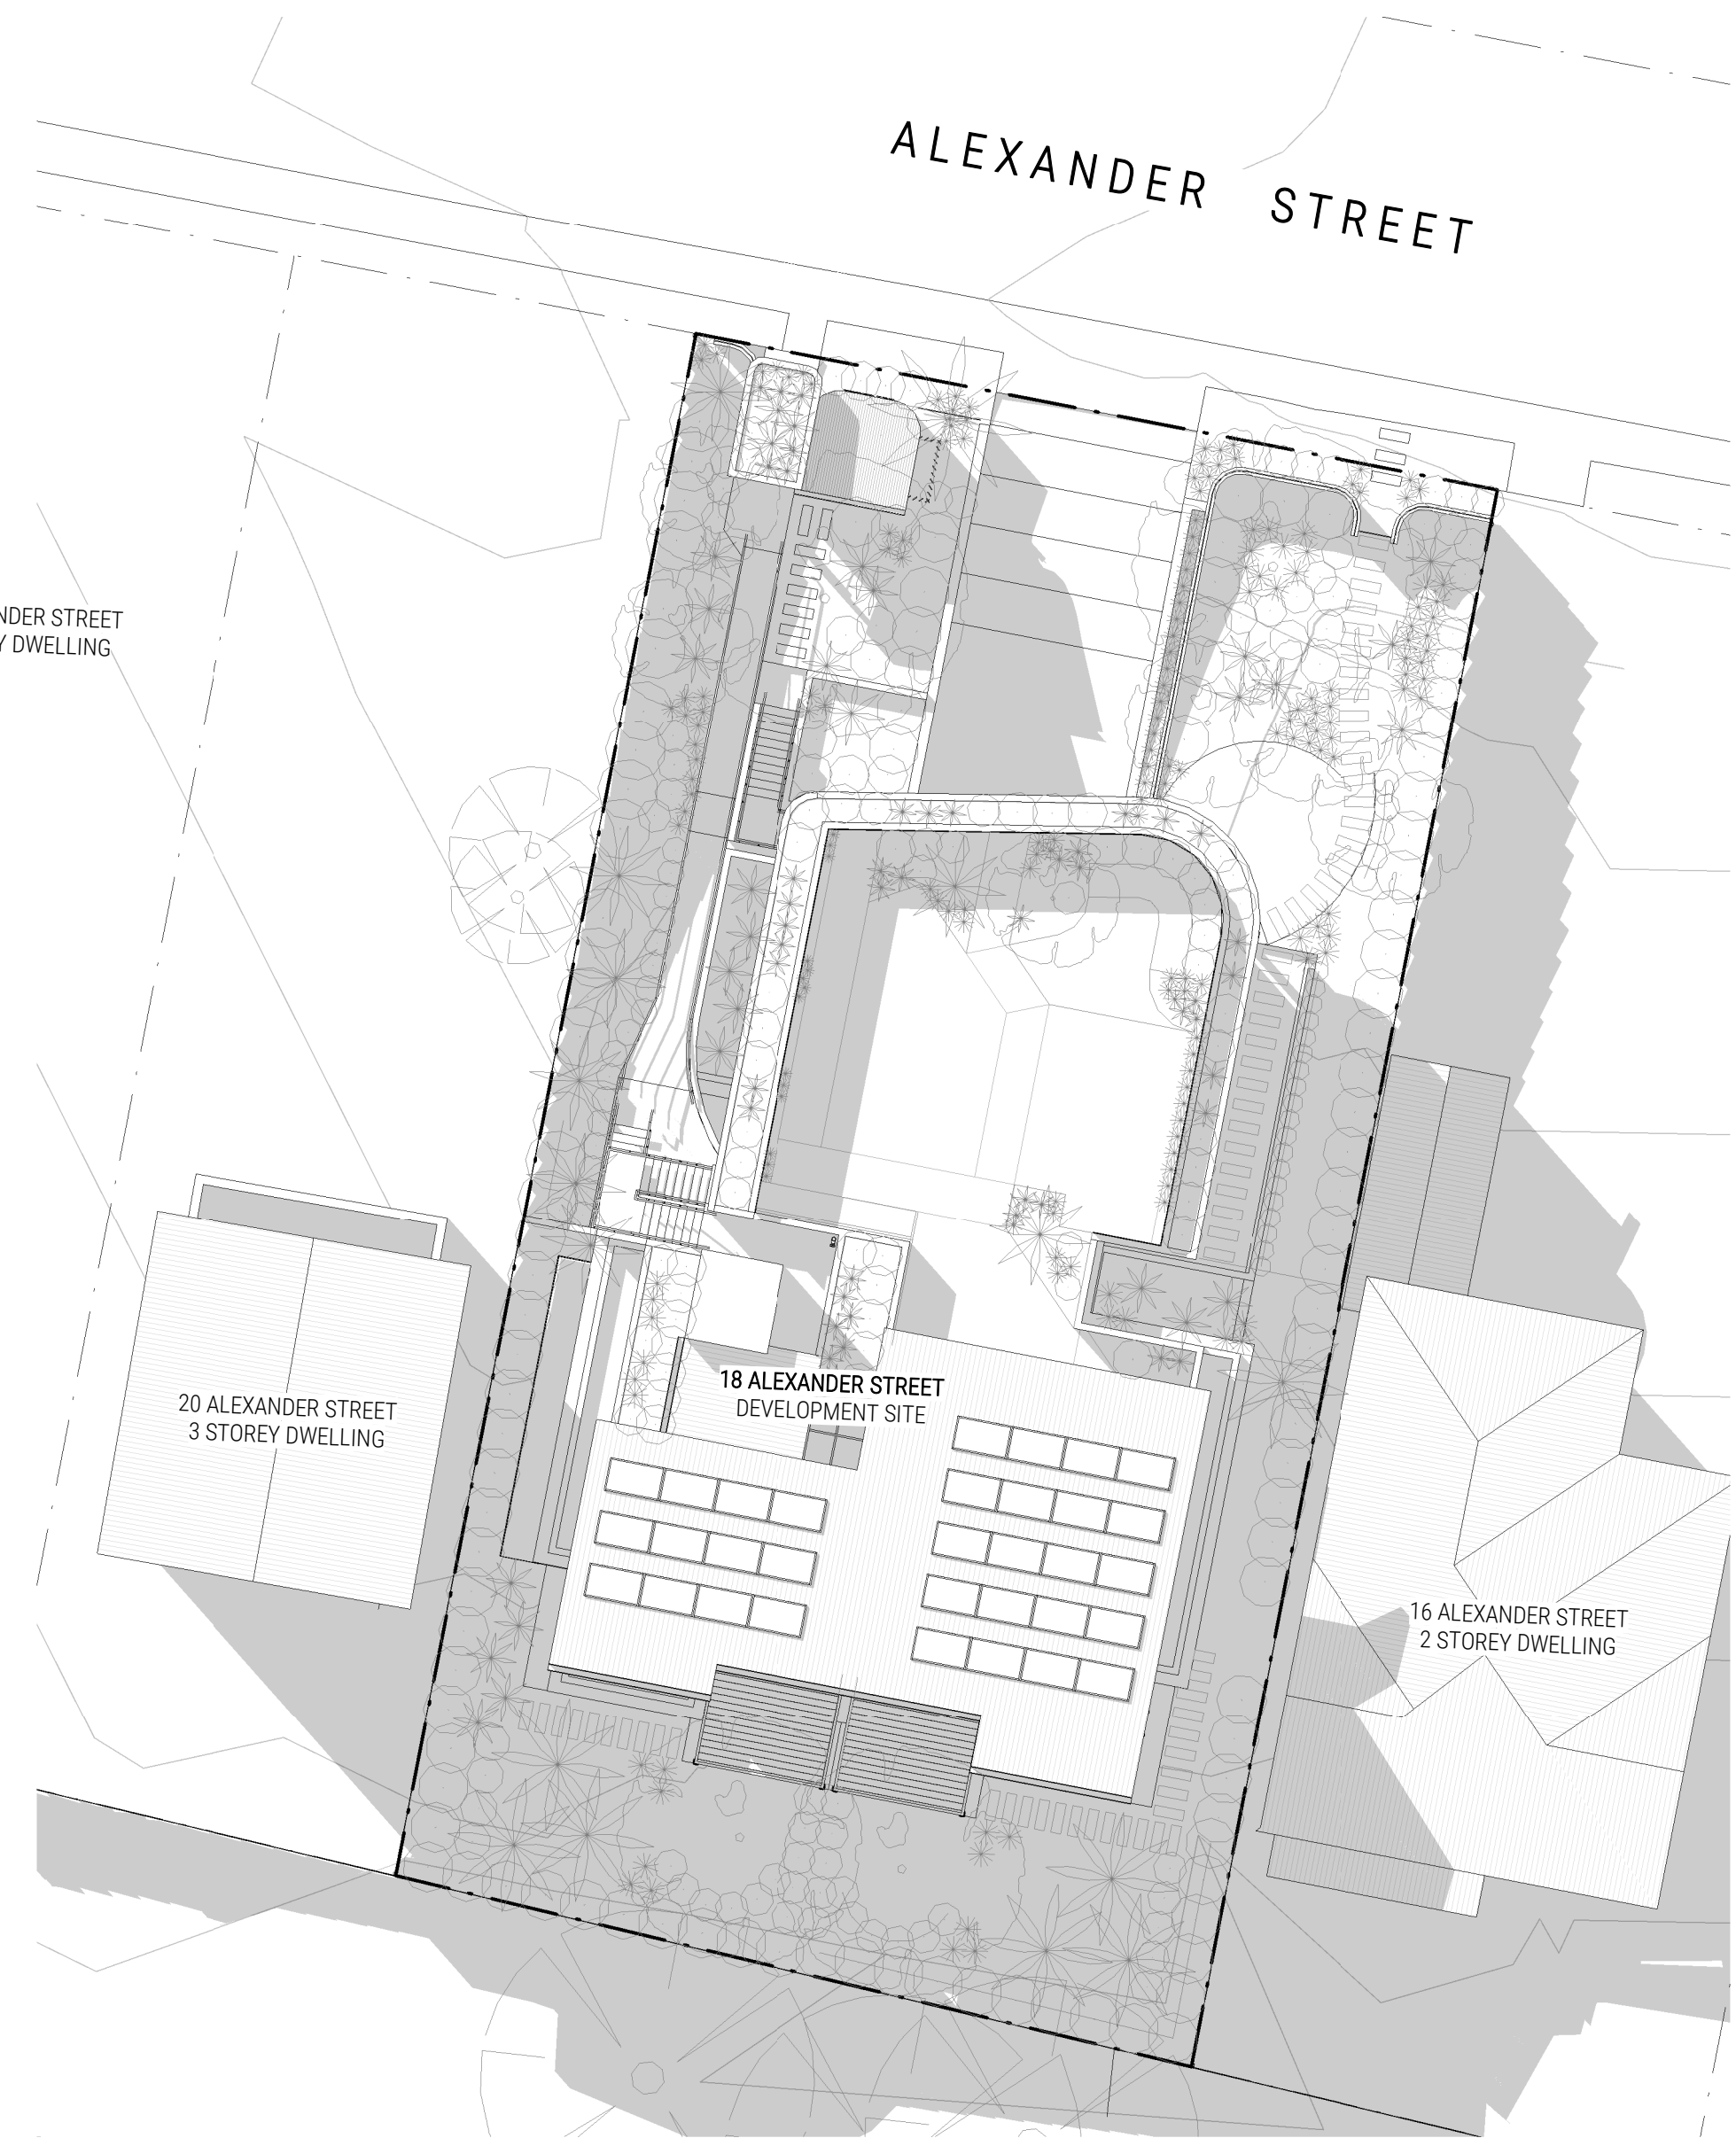 ALEXANDER STREET
NDER STREET
Y DWELLING
18 ALEXANDER STREET
DEVELOPMENT SITE
20 ALEXANDER STREET
3 STOREY DWELLING
16 ALEXANDER STREET
2 STOREY DWELLING